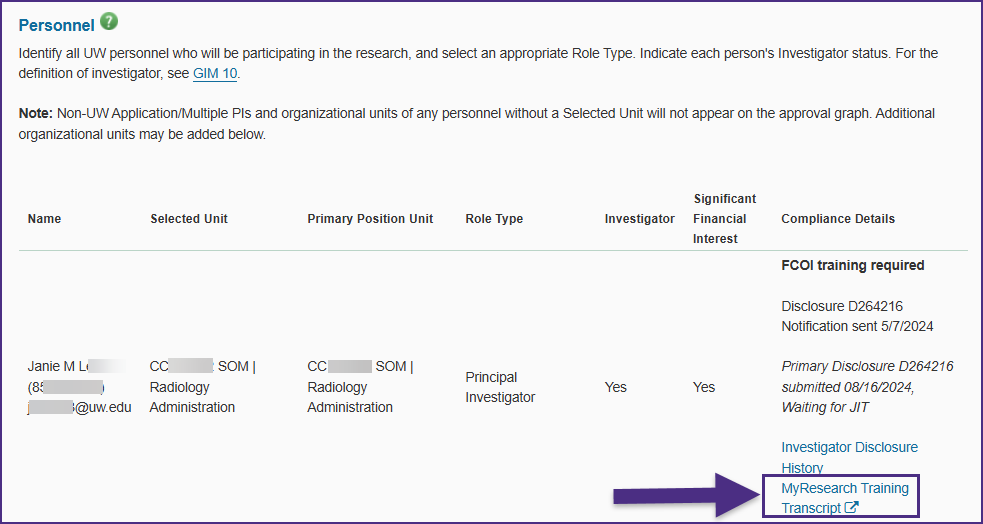 Personnel ?
Identify all UW personnel who will be participating in the research, and select an appropriate Role Type. Indicate each person's Investigator status. For the
definition of investigator, see GIM 10.
Note: Non-UW Application/Multiple PIs and organizational units of any personnel without a Selected Unit will not appear on the approval graph. Additional
organizational units may be added below.
Name Selected Unit Primary Position Unit Role Type Investigator Significant Financial Interest Compliance Details
Janie M
(85 )
@uw.edu
CC SOM |
Radiology
Administration
CC SOM |
Radiology
Administration
Principal
Investigator
Yes
Yes
FCOI training required
Disclosure D264216
Notification sent 5/7/2024
Primary Disclosure D264216
submitted 08/16/2024,
Waiting for JIT
Investigator Disclosure
History
MyResearch Training
Transcript